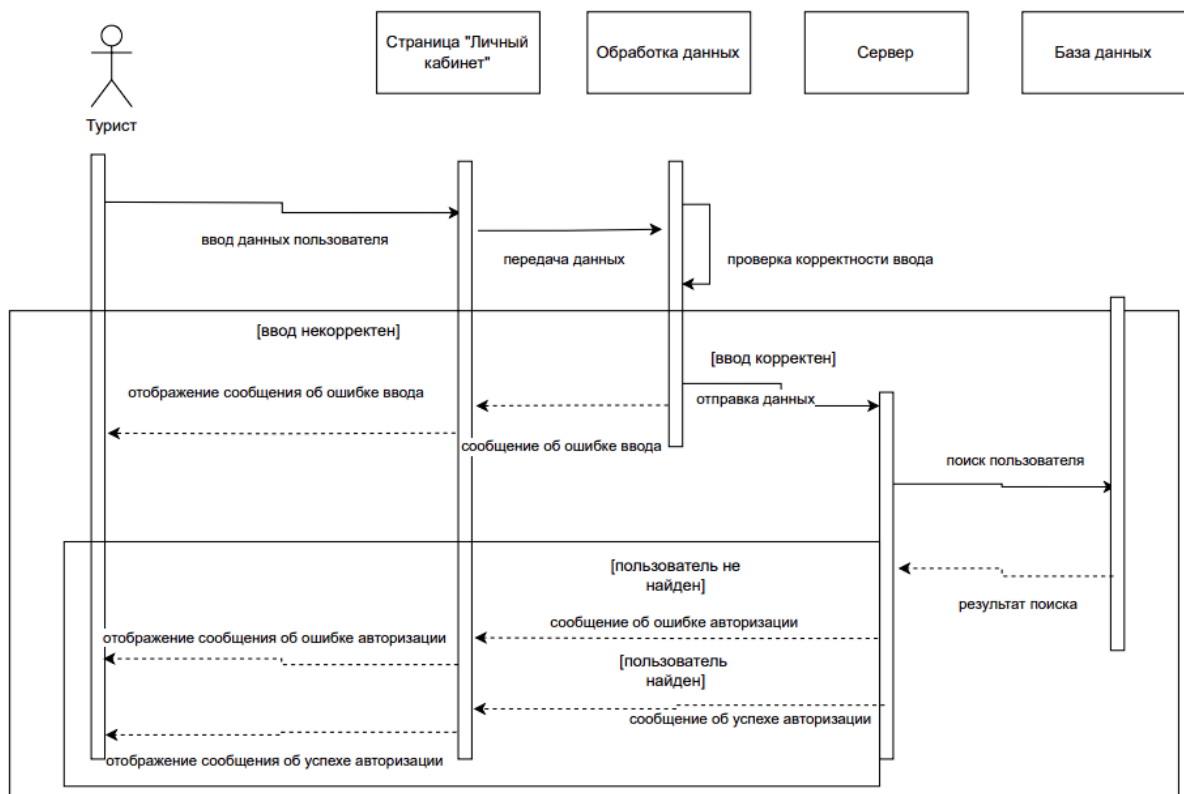 Страница "Личный
кабинет"
Обработка данных
Сервер
База данных
Турист
ввод данных пользователя
передача данных
проверка корректности ввода
[ввод некорректен]
[ввод корректен]
отображение сообщения об ошибке ввода
отправка данных
сообщение об ошибке ввода
поиск пользователя
[пользователь не
найден]
результат поиска
сообщение об ошибке авторизации
отображение сообщения об ошибке авторизации
[пользователь
найден]
сообщение об успехе авторизации
отображение сообщения об успехе авторизации